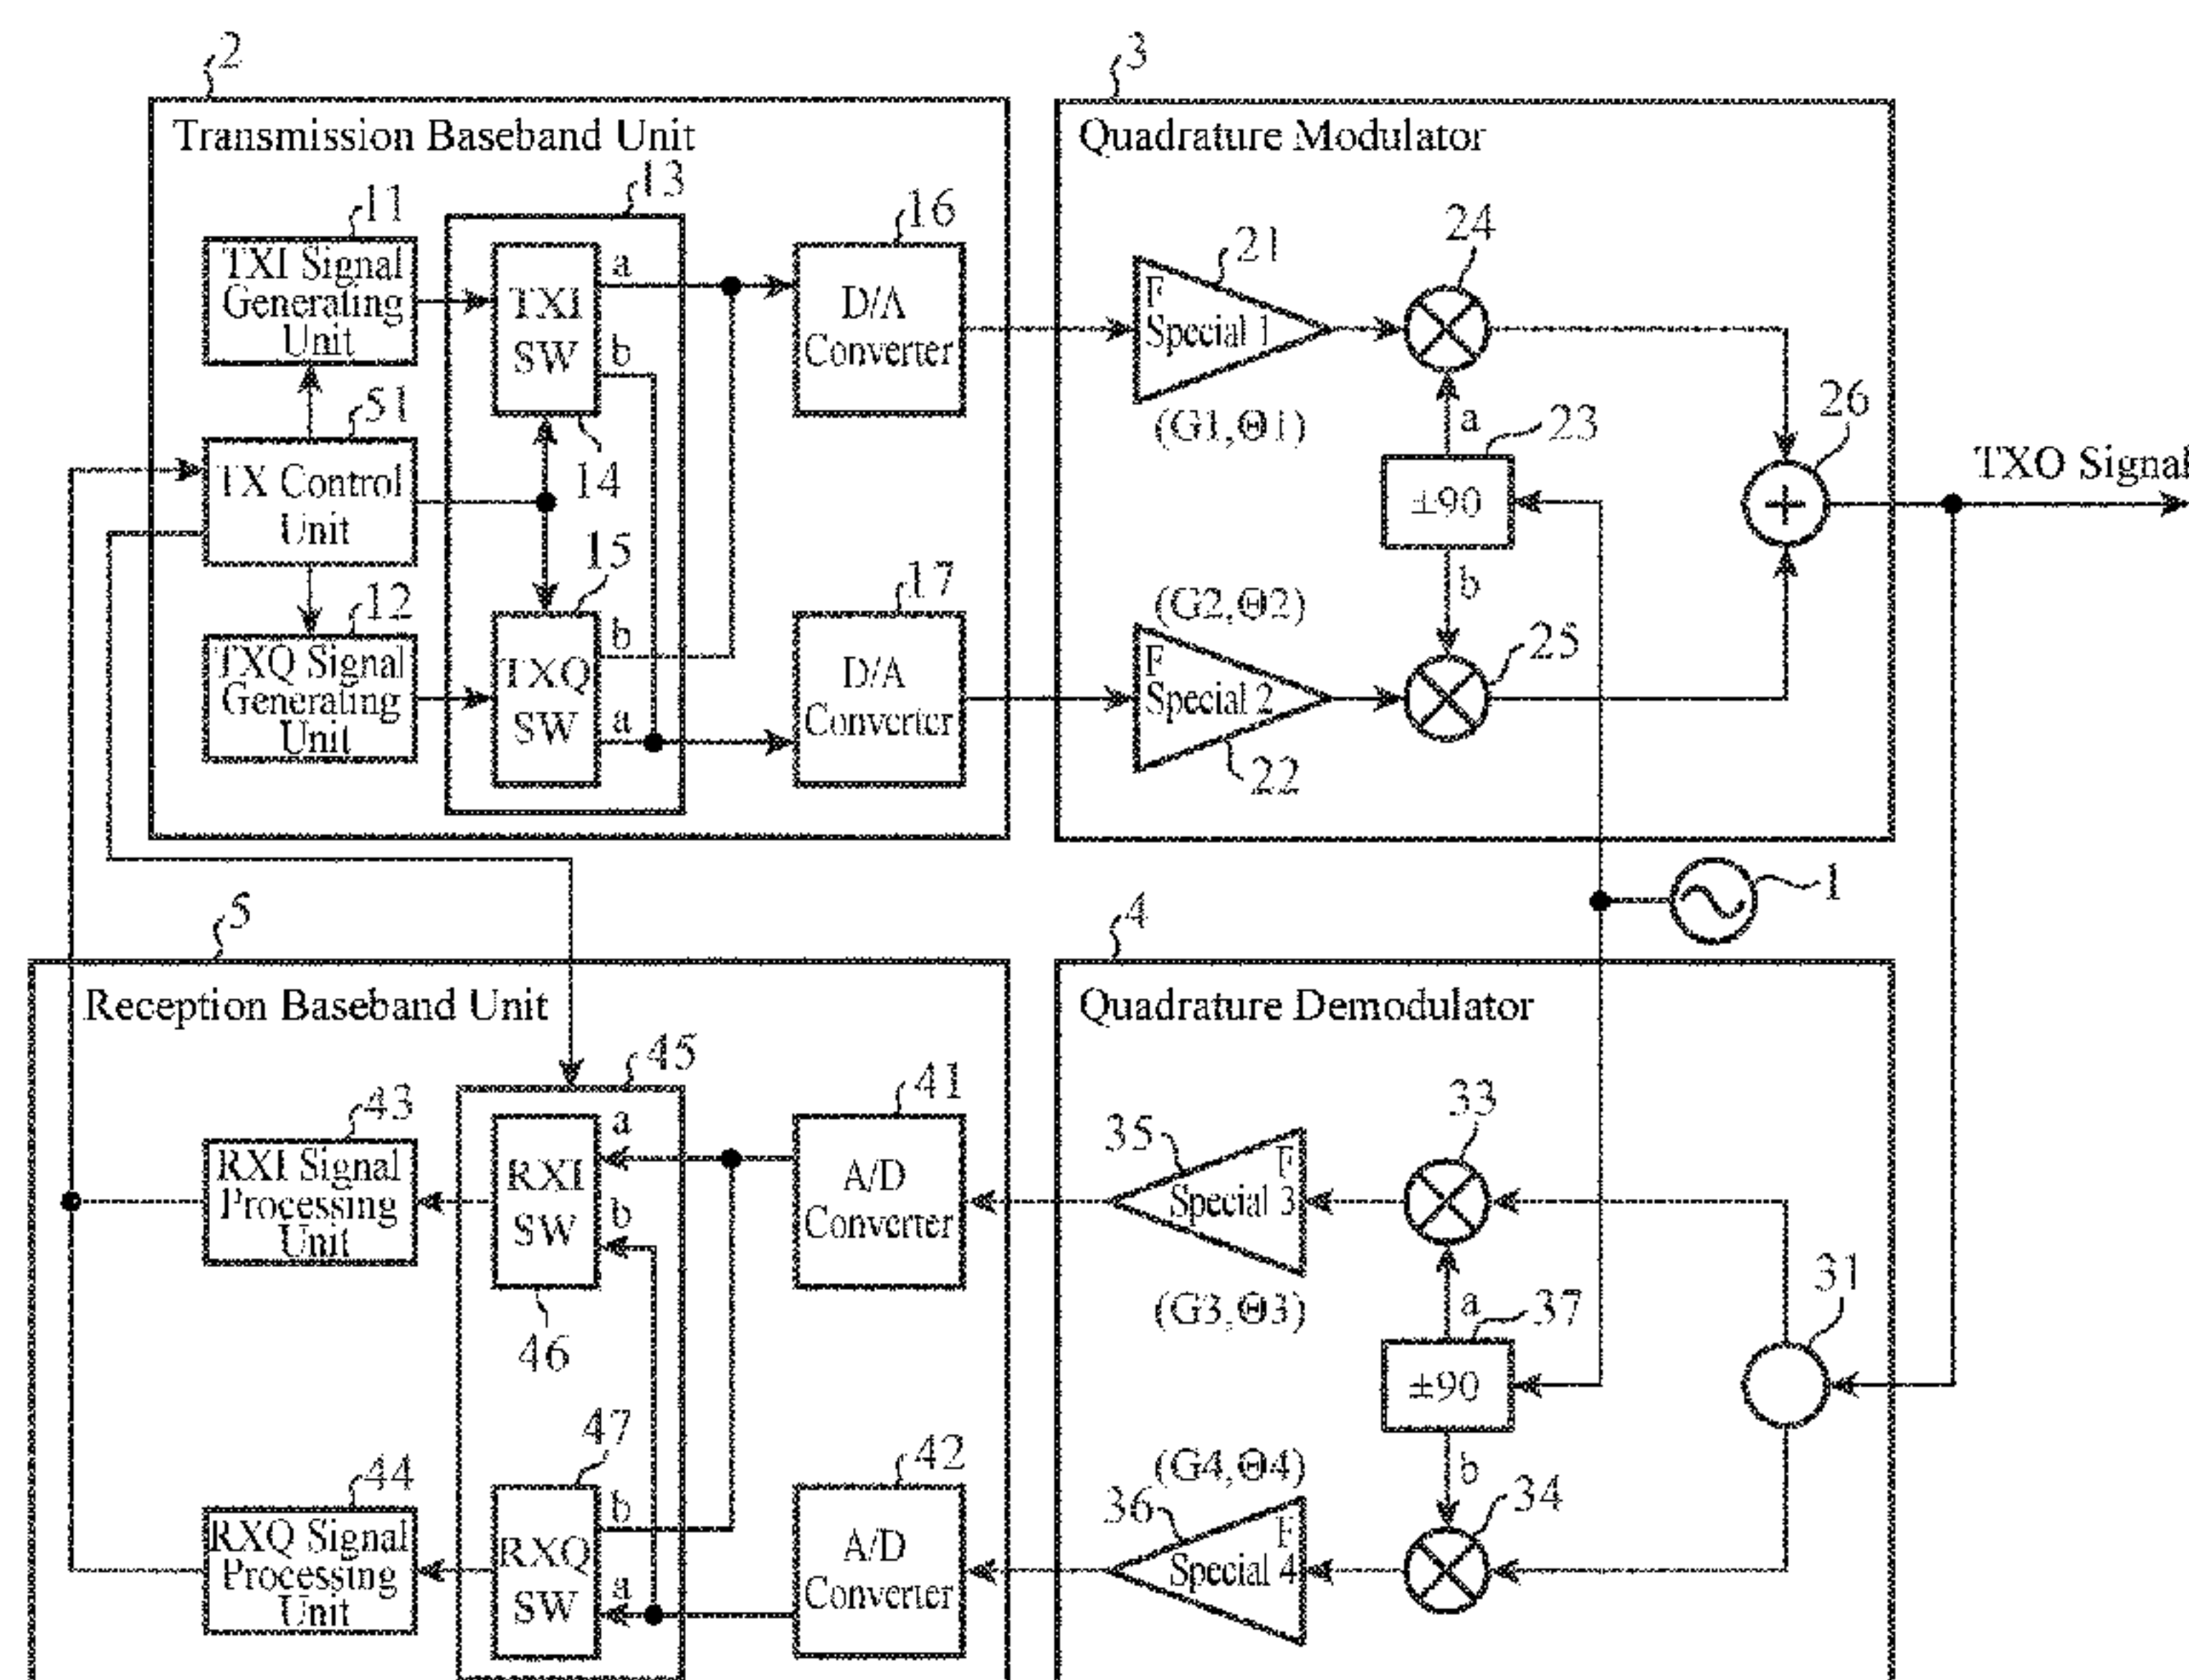 2
3
Transmission Baseband Unit
Quadrature Modulator
13
11
16
24
21
TXI Signal
Generating
Unit
TXI
SW
a
b
D/A
Converter
F
Special 1
(G1,Θ1)
51
14
a
23
26
TX Control
Unit
±90
TXO Signal
15
17
(G2,Θ2)
b
12
25
TXQ Signal
Generating
Unit
TXQ
SW
b
a
D/A
Converter
F
Special 2
22
1
5
4
Reception Baseband Unit
Quadrature Demodulator
45
43
41
35
33
RXI Signal
Processing
Unit
RXI
SW
a
b
A/D
Converter
F
Special 3
(G3,Θ3)
46
a
37
31
±90
47
44
42
(G4,Θ4)
b
36
34
RXQ Signal
Processing
Unit
RXQ
SW
b
a
A/D
Converter
F
Special 4